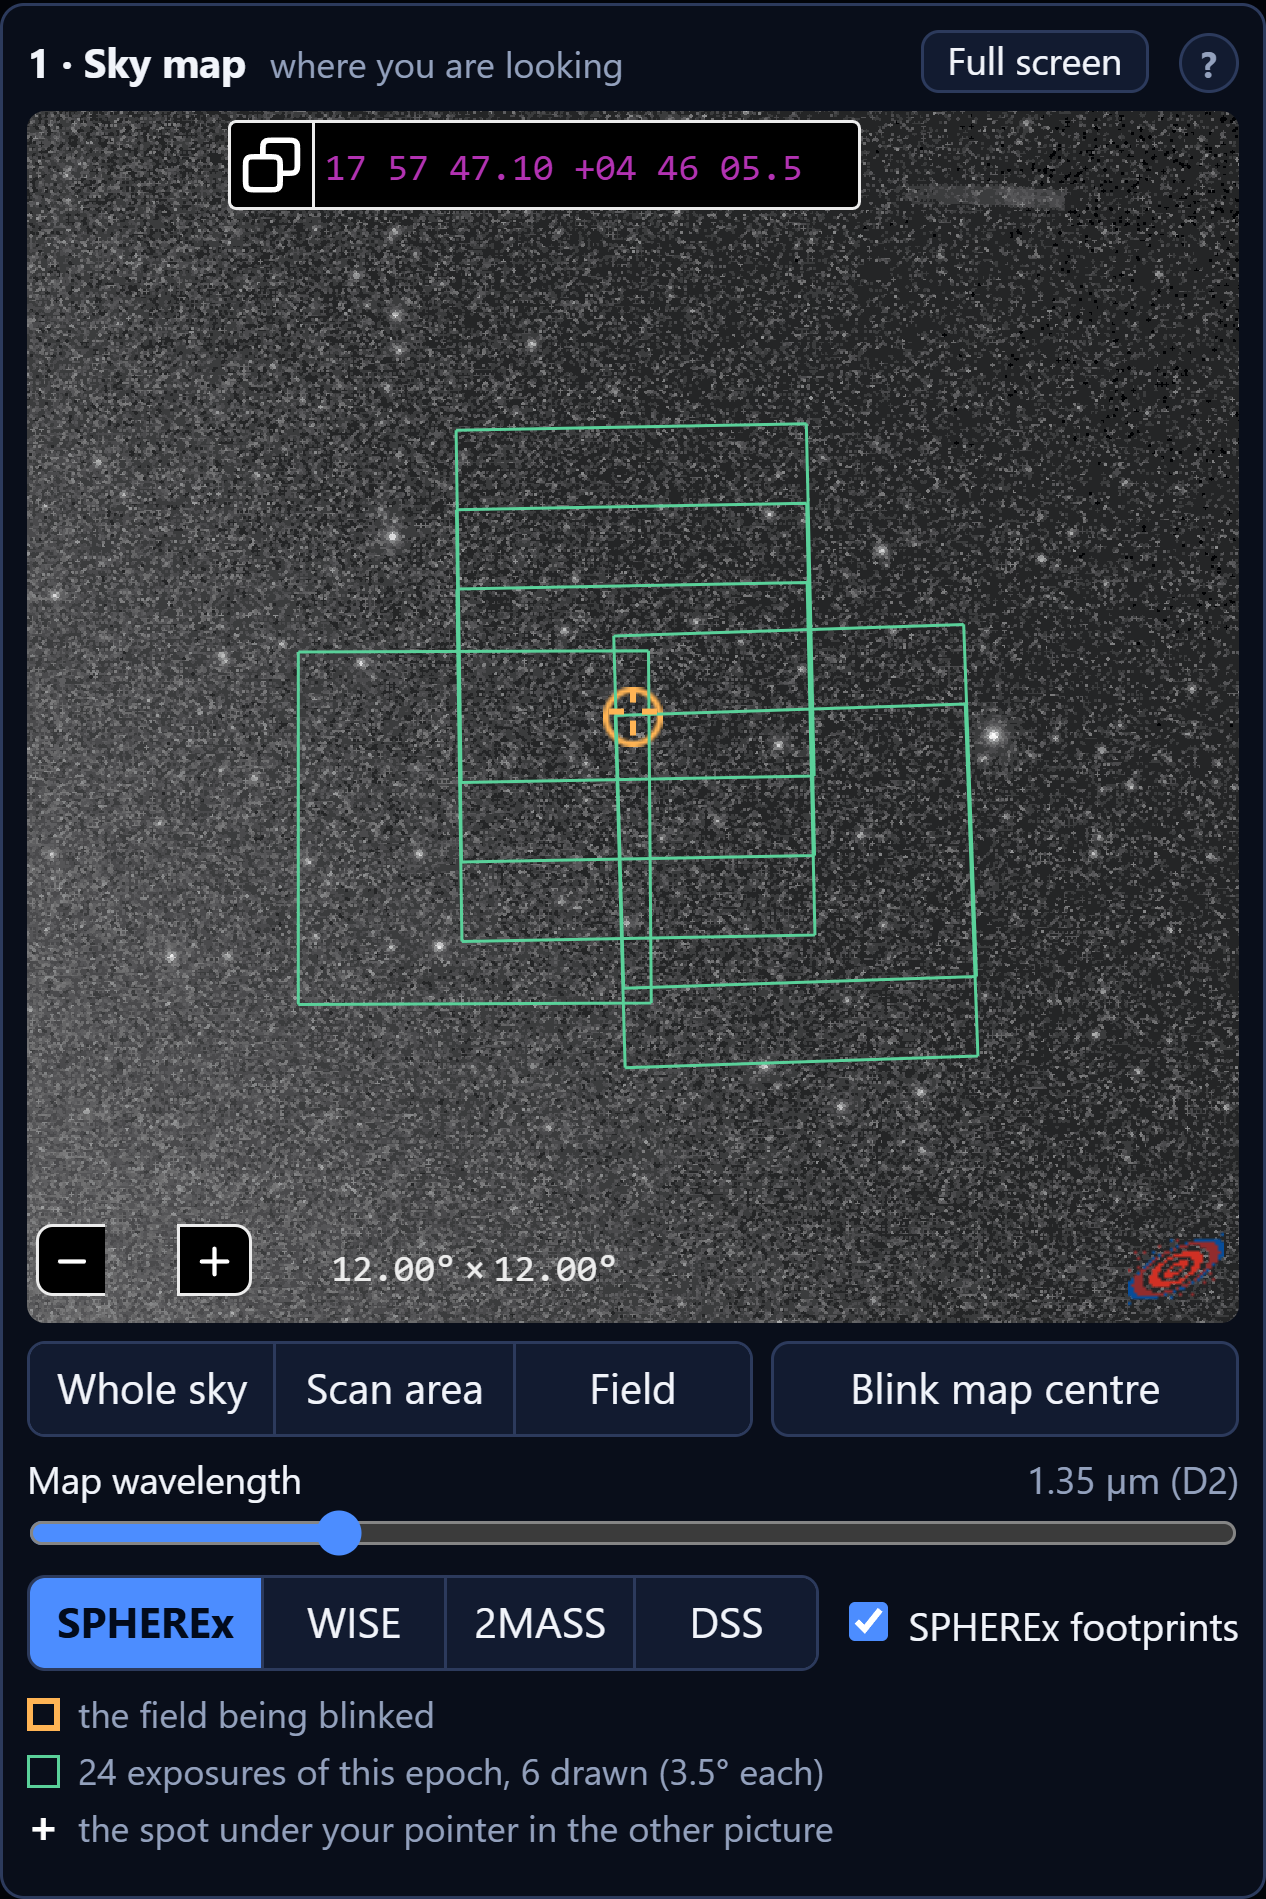 1 · Sky map where you are looking Full screen ?
17 57 47.10 +04 46 05.5
12.00° × 12.00°
Whole sky Scan area Field Blink map centre
Map wavelength 1.35 µm (D2)
SPHEREx WISE 2MASS DSS SPHEREx footprints
the field being blinked
24 exposures of this epoch, 6 drawn (3.5° each)
+ the spot under your pointer in the other picture